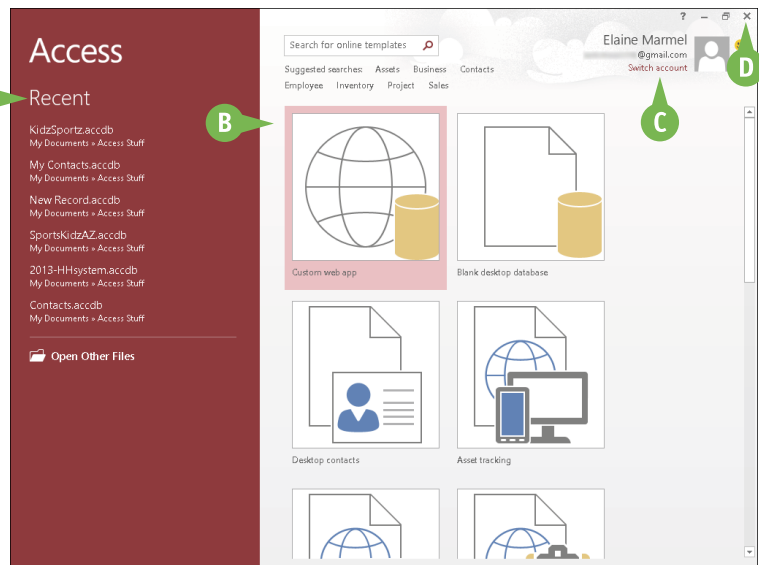 ?
Access
Search for online templates
Elaine Marmel
@gmail.com
Switch account
Suggested searches: Assets Business Contacts
Employee Inventory Project Sales
Recent
KidzSportz.accdb
My Documents » Access Stuff
My Contacts.accdb
My Documents » Access Stuff
New Record.accdb
My Documents » Access Stuff
SportsKidzAZ.accdb
My Documents » Access Stuff
2013-HHsystem.accdb
My Documents » Access Stuff
Contacts.accdb
My Documents » Access Stuff
Open Other Files
B
C
D
Custom web app
Blank desktop database
Desktop contacts
Asset tracking